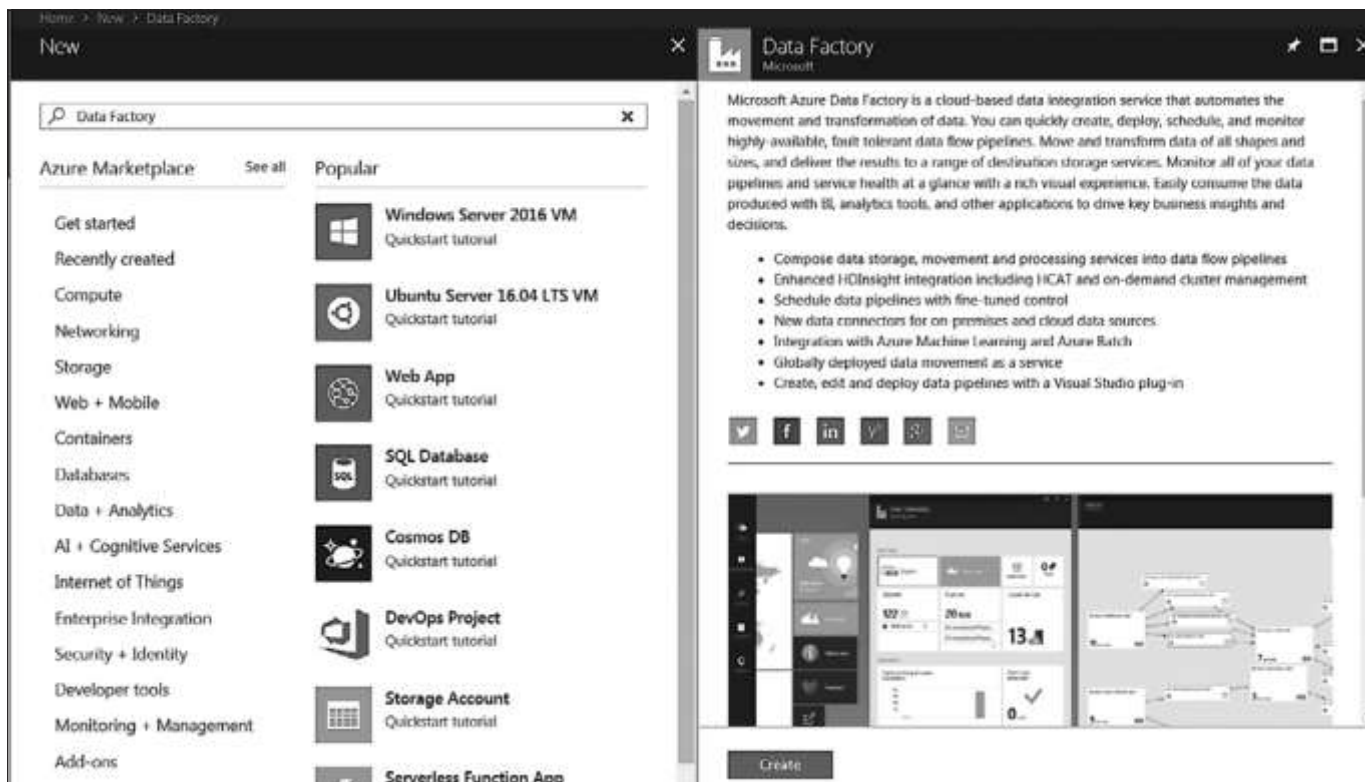 Home > New > Data Factory
New
Data Factory
Azure Marketplace
See all
Get started
Recently created
Compute
Networking
Storage
Web + Mobile
Containers
Databases
Data + Analytics
AI + Cognitive Services
Internet of Things
Enterprise Integration
Security + Identity
Developer tools
Monitoring + Management
Add-ons
Popular
Windows Server 2016 VM
Quickstart tutorial
Ubuntu Server 16.04 LTS VM
Quickstart tutorial
Web App
Quickstart tutorial
SQL
SQL Database
Quickstart tutorial
Cosmos DB
Quickstart tutorial
DevOps Project
Quickstart tutorial
Storage Account
Quickstart tutorial
Serverless Function App
Data Factory
Microsoft
Microsoft Azure Data Factory is a cloud-based data integration service that automates the
movement and transformation of data. You can quickly create, deploy, schedule, and monitor
highly-available, fault tolerant data flow pipelines. Move and transform data of all shapes and
sizes, and deliver the results to a range of destination storage services. Monitor all of your data
pipelines and service health at a glance with a rich visual experience. Easily consume the data
produced with BI, analytics tools, and other applications to drive key business insights and
decisions.
• Compose data storage, movement and processing services into data flow pipelines
• Enhanced HDInsight integration including HCAT and on-demand cluster management
• Schedule data pipelines with fine-tuned control
• New data connectors for on-premises and cloud data sources
• Integration with Azure Machine Learning and Azure Batch
• Globally deployed data movement as a service
• Create, edit and deploy data pipelines with a Visual Studio plug-in
f
in
122
20
13
0
7
Create